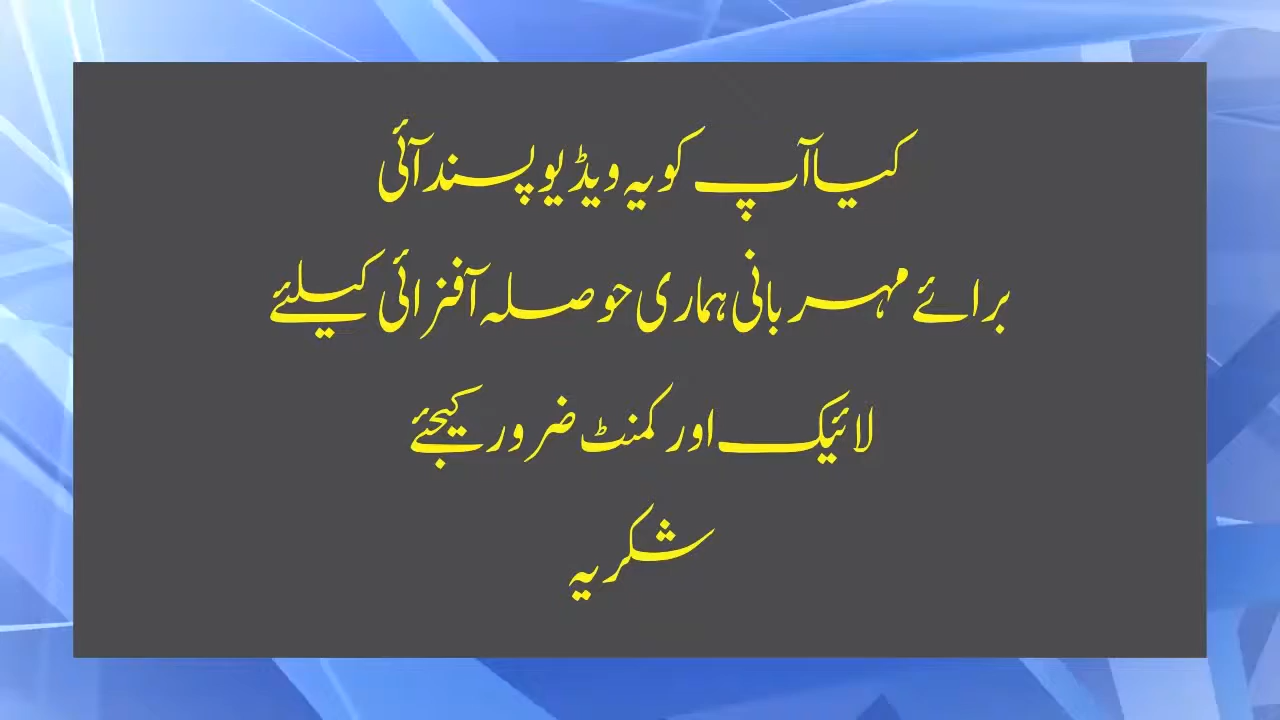 کیا آپ کو یہ ویڈیو پسند آئی
برائے مہربانی ہماری حوصلہ آفزائی کیلئے
لائیک اور کمنٹ ضرور کیجئے
شکریہ